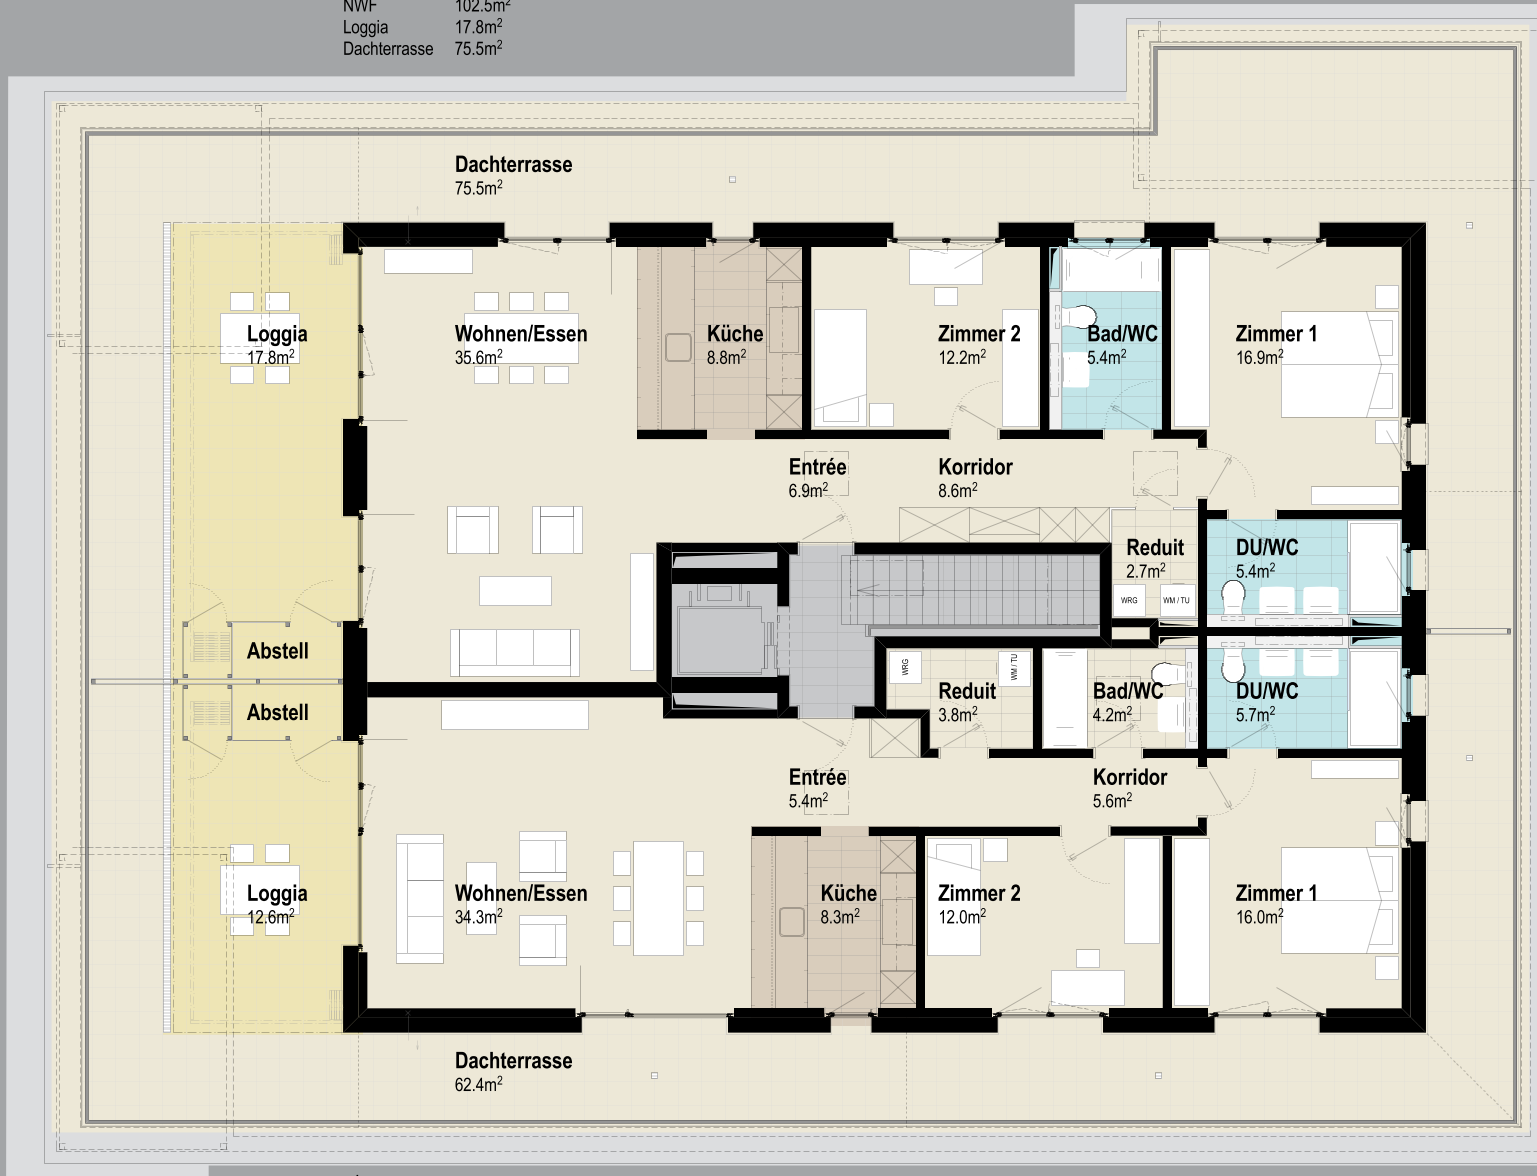 NWF 102.5m²
Loggia 17.8m²
Dachterrasse 75.5m²
Dachterrasse
75.5m²
Loggia
17.8m²
Wohnen/Essen
35.6m²
Küche
8.8m²
Zimmer 2
12.2m²
Bad/WC
5.4m²
Zimmer 1
16.9m²
Entrée
6.9m²
Korridor
8.6m²
Reduit
2.7m²
WRG
WM / TU
DU/WC
5.4m²
Abstell
Abstell
WRG
WM / TU
Reduit
3.8m²
Bad/WC
4.2m²
DU/WC
5.7m²
Entrée
5.4m²
Korridor
5.6m²
Loggia
12.6m²
Wohnen/Essen
34.3m²
Küche
8.3m²
Zimmer 2
12.0m²
Zimmer 1
16.0m²
Dachterrasse
62.4m²